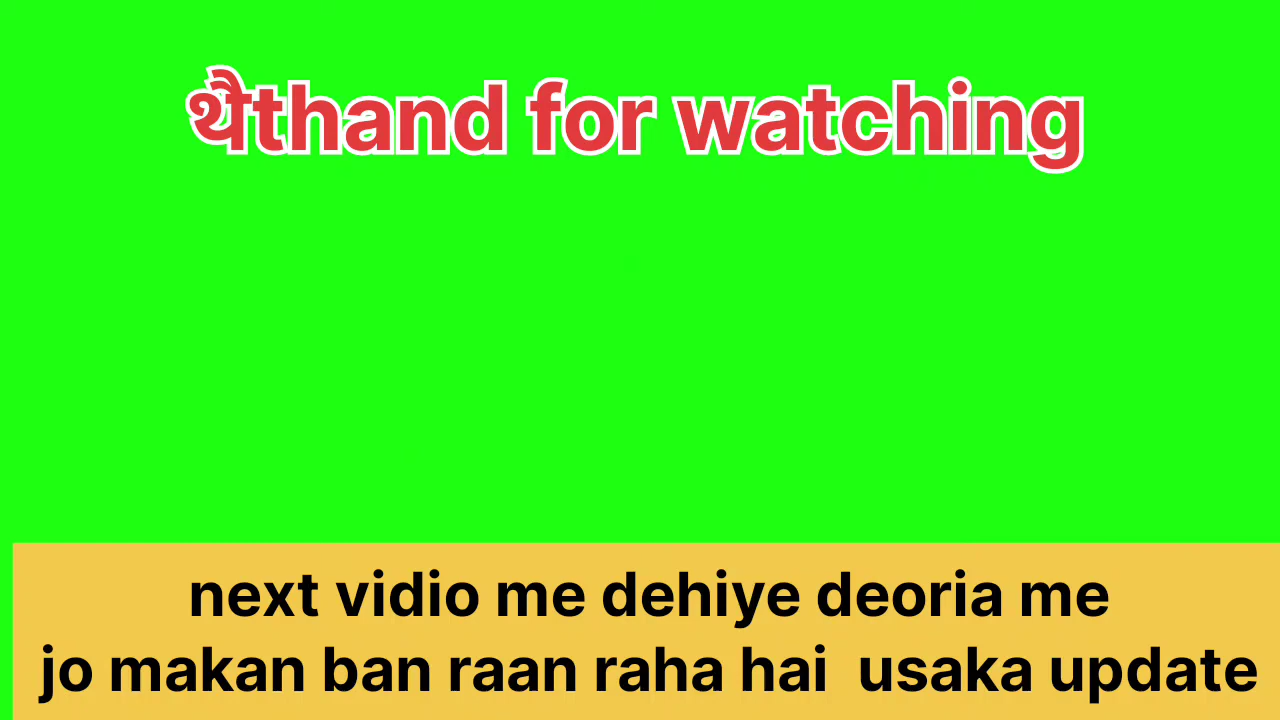 थैthand for watching
next vidio me dehiye deoria me
jo makan ban raan raha hai usaka update